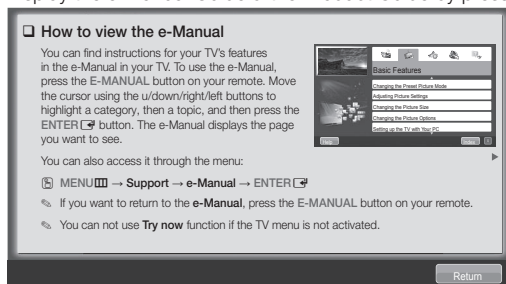 How to view the e-Manual
You can find instructions for your TV's features
in the e-Manual in your TV. To use the e-Manual,
press the E-MANUAL button on your remote. Move
the cursor using the u/down/right/left buttons to
highlight a category, then a topic, and then press the
ENTER button. The e-Manual displays the page
you want to see.
Basic Features
Changing the Preset Picture Mode
Adjusting Picture Settings
Changing the Picture Size
Changing the Picture Options
Setting up the TV with Your PC
Help
Index
You can also access it through the menu:
MENU → Support → e-Manual → ENTER
If you want to return to the e-Manual, press the E-MANUAL button on your remote.
You can not use Try now function if the TV menu is not activated.
Return